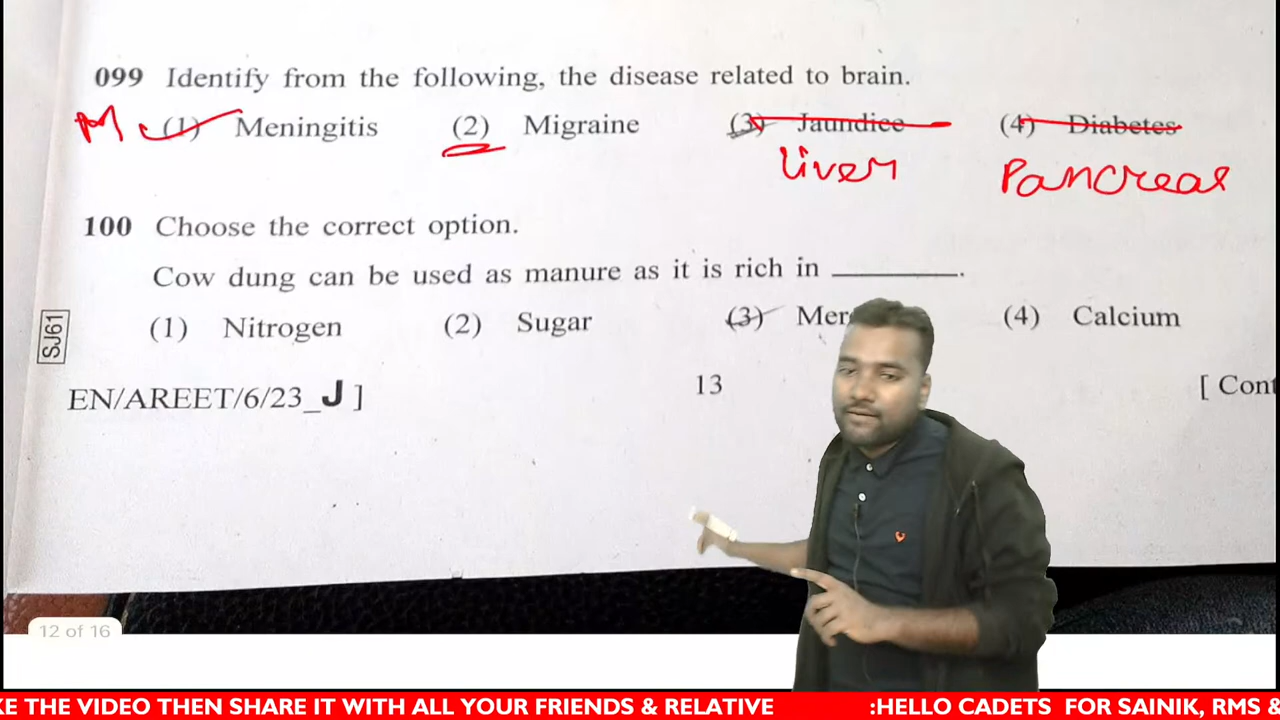 099 Identify from the following, the disease related to brain.
M (1) Meningitis (2) Migraine (3) Jaundice (4) Diabetes
liver Pancreas
100 Choose the correct option.
Cow dung can be used as manure as it is rich in ________.
(1) Nitrogen (2) Sugar (3) Mer (4) Calcium
SJ61
EN/AREET/6/23_J ] 13 [ Cont
12 of 16
KE THE VIDEO THEN SHARE IT WITH ALL YOUR FRIENDS & RELATIVE :HELLO CADETS FOR SAINIK, RMS &